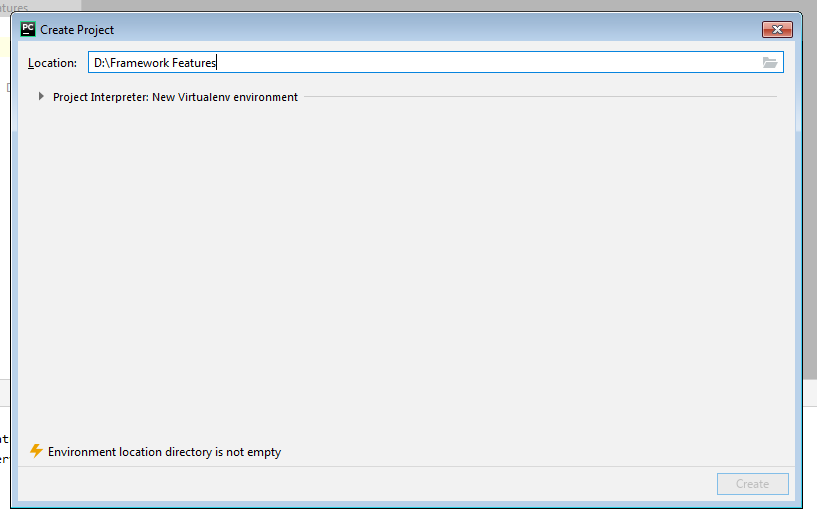 Create Project
Location: D:\Framework Features
Project Interpreter: New Virtualenv environment
Environment location directory is not empty
Create